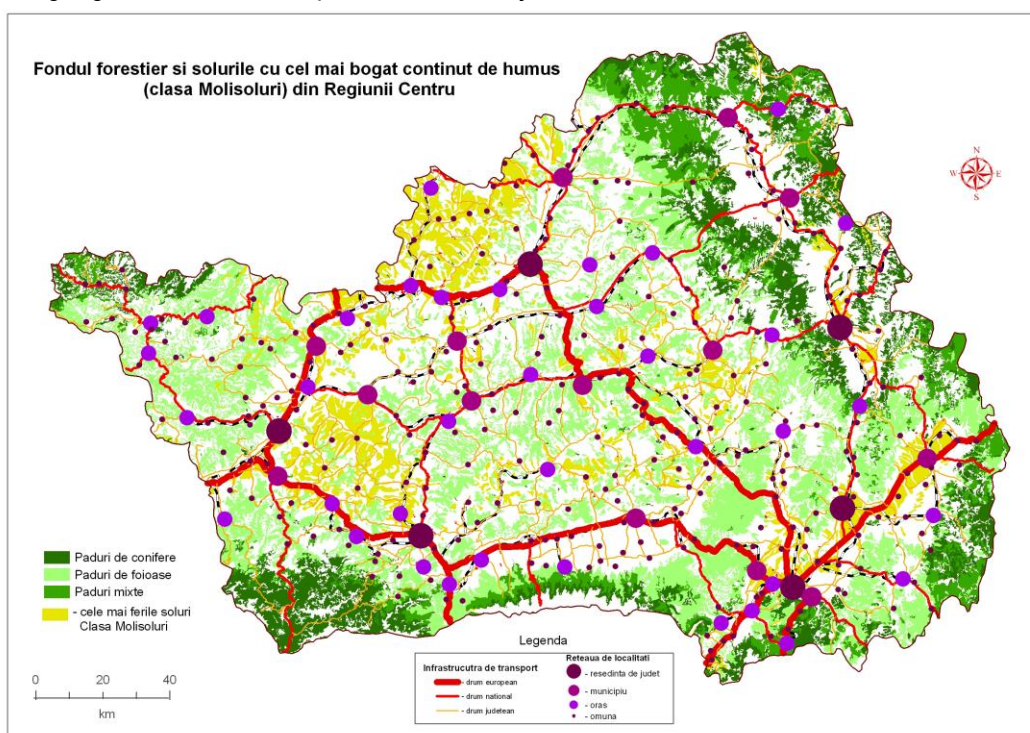 Fondul forestier si solurile cu cel mai bogat continut de humus
(clasa Molisoluri) din Regiunii Centru
N
W E
S
Paduri de conifere
Paduri de foioase
Paduri mixte
- cele mai ferile soluri
Clasa Molisoluri
0 20 40
km
Legenda
Infrastrucutra de transport
- drum european
- drum national
- drum judetean
Reteaua de localitati
- resedinta de judet
- municipiu
- oras
- omuna